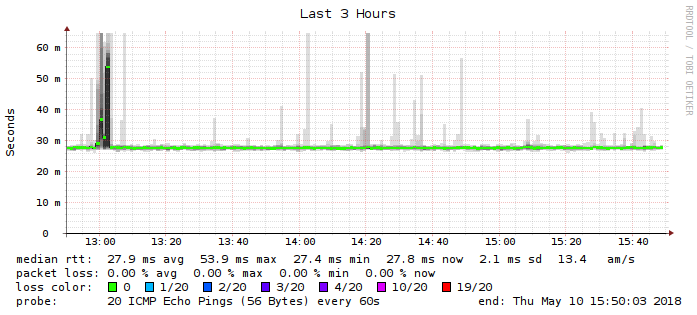 Last 3 Hours
RRDTOOL / TOBI OETIKER
Seconds
60 m
50 m
40 m
30 m
20 m
10 m
0
13:00 13:20 13:40 14:00 14:20 14:40 15:00 15:20 15:40
median rtt: 27.9 ms avg 53.9 ms max 27.4 ms min 27.8 ms now 2.1 ms sd 13.4 am/s
packet loss: 0.00 % avg 0.00 % max 0.00 % min 0.00 % now
loss color: 0 1/20 2/20 3/20 4/20 10/20 19/20
probe: 20 ICMP Echo Pings (56 Bytes) every 60s end: Thu May 10 15:50:03 2018